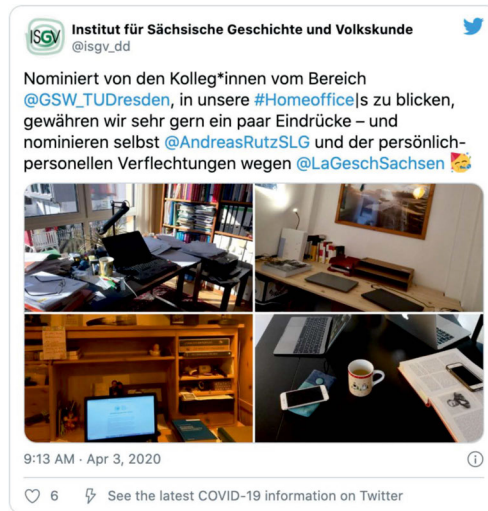 ISGV
Institut für Sächsische Geschichte und Volkskunde
@isgv_dd
Nominiert von den Kolleg*innen vom Bereich
@GSW_TUDresden, in unsere #Homeoffice|s zu blicken,
gewähren wir sehr gern ein paar Eindrücke – und
nominieren selbst @AndreasRutzSLG und der persönlich-
personellen Verflechtungen wegen @LaGeschSachsen 🥳
9:13 AM · Apr 3, 2020
6
See the latest COVID-19 information on Twitter